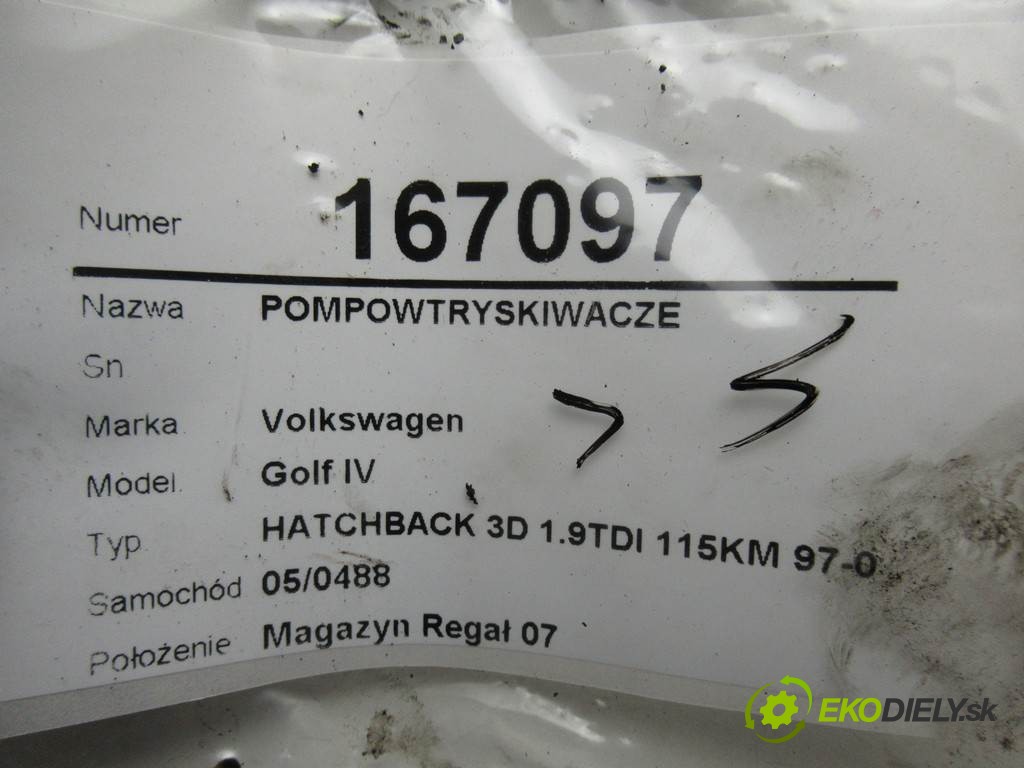 Numer 167097
Nazwa POMPOWTRYSKIWACZE
Sn
Marka Volkswagen
Model. Golf IV
Typ HATCHBACK 3D 1.9TDI 115KM 97-0
Samochód 05/0488
Położenie Magazyn Regał 07
EKODIELY.sk